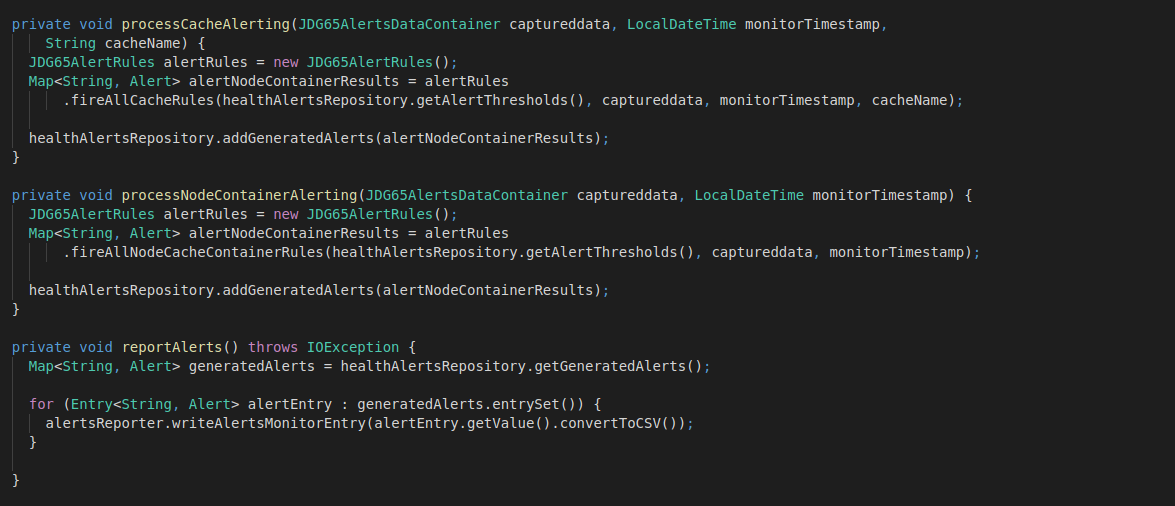 private void processCacheAlerting(JDG65AlertsDataContainer captureddata, LocalDateTime monitorTimestamp,
String cacheName) {
JDG65AlertRules alertRules = new JDG65AlertRules();
Map<String, Alert> alertNodeContainerResults = alertRules
.fireAllCacheRules(healthAlertsRepository.getAlertThresholds(), captureddata, monitorTimestamp, cacheName);
healthAlertsRepository.addGeneratedAlerts(alertNodeContainerResults);
}
private void processNodeContainerAlerting(JDG65AlertsDataContainer captureddata, LocalDateTime monitorTimestamp) {
JDG65AlertRules alertRules = new JDG65AlertRules();
Map<String, Alert> alertNodeContainerResults = alertRules
.fireAllNodeCacheContainerRules(healthAlertsRepository.getAlertThresholds(), captureddata, monitorTimestamp);
healthAlertsRepository.addGeneratedAlerts(alertNodeContainerResults);
}
private void reportAlerts() throws IOException {
Map<String, Alert> generatedAlerts = healthAlertsRepository.getGeneratedAlerts();
for (Entry<String, Alert> alertEntry : generatedAlerts.entrySet()) {
alertsReporter.writeAlertsMonitorEntry(alertEntry.getValue().convertToCSV());
}
}